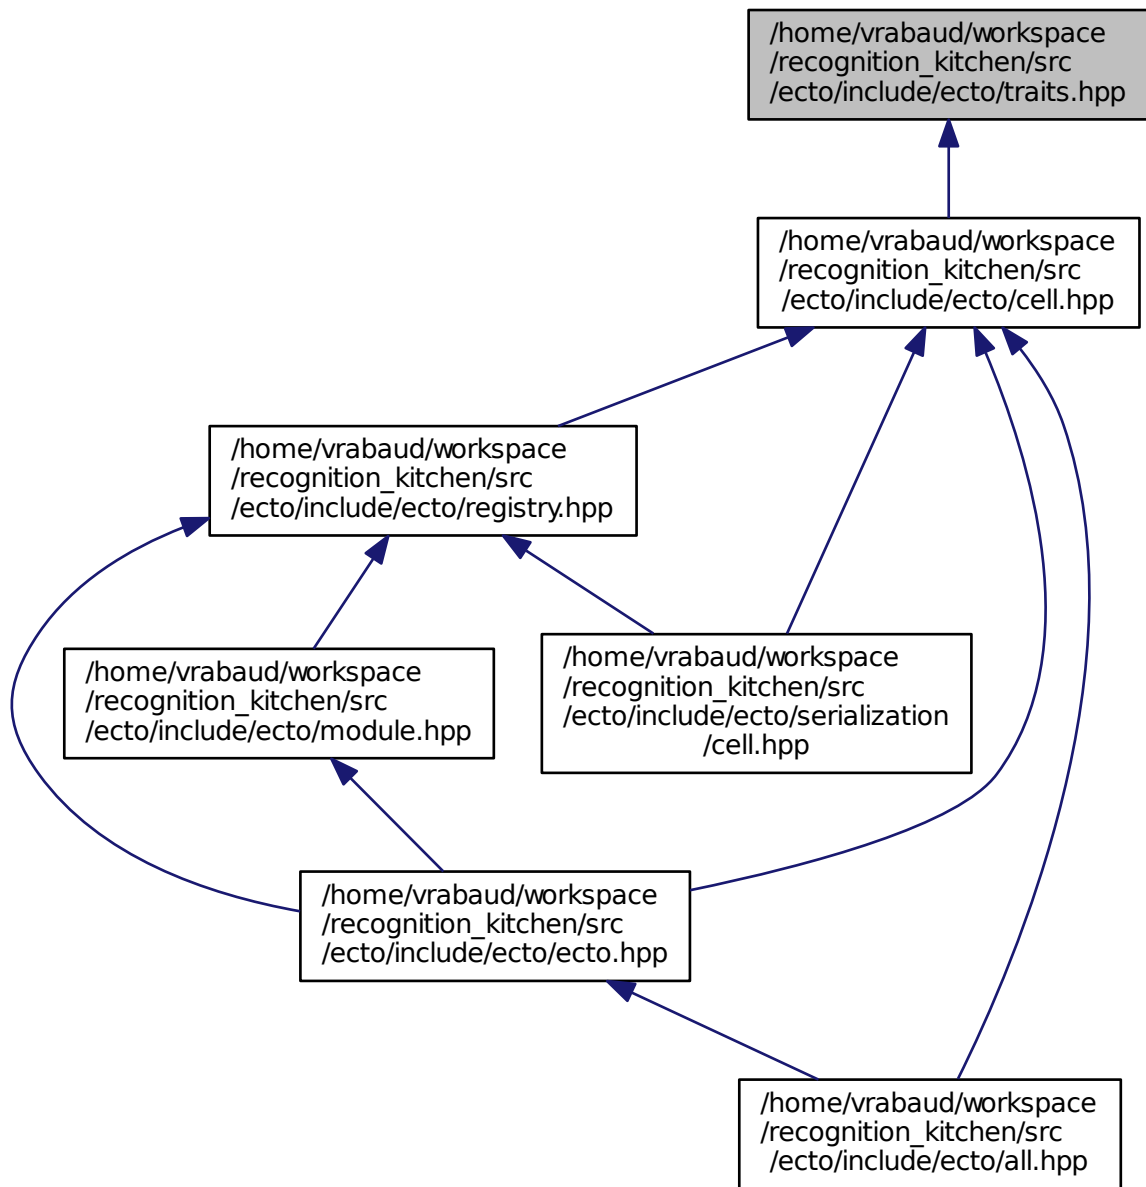 /home/vrabaud/workspace
/recognition_kitchen/src
/ecto/include/ecto/traits.hpp
/home/vrabaud/workspace
/recognition_kitchen/src
/ecto/include/ecto/cell.hpp
/home/vrabaud/workspace
/recognition_kitchen/src
/ecto/include/ecto/registry.hpp
/home/vrabaud/workspace
/recognition_kitchen/src
/ecto/include/ecto/module.hpp
/home/vrabaud/workspace
/recognition_kitchen/src
/ecto/include/ecto/serialization
/cell.hpp
/home/vrabaud/workspace
/recognition_kitchen/src
/ecto/include/ecto/ecto.hpp
/home/vrabaud/workspace
/recognition_kitchen/src
/ecto/include/ecto/all.hpp